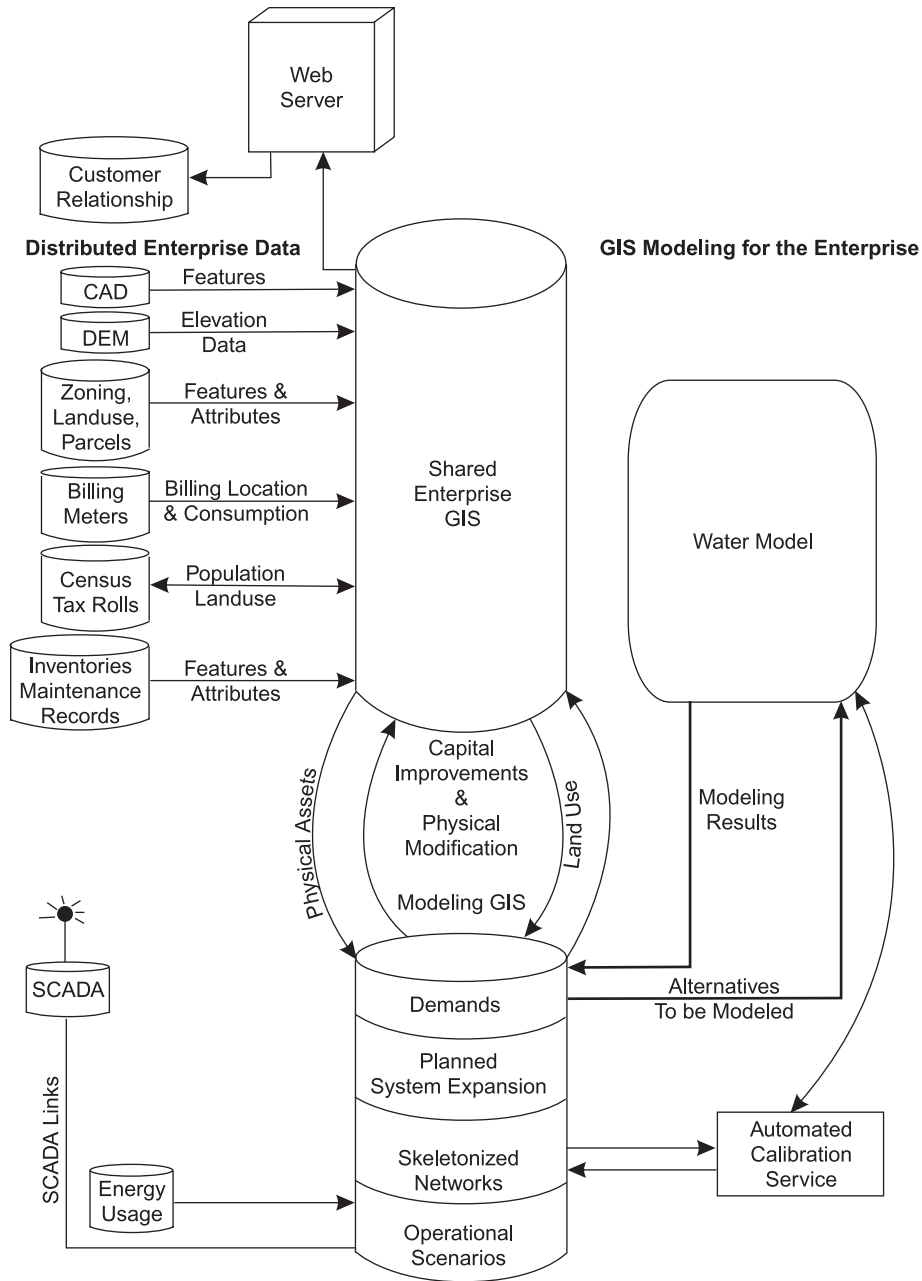 Web
Server
Customer
Relationship
Distributed Enterprise Data
GIS Modeling for the Enterprise
CAD
Features
DEM
Elevation
Data
Zoning,
Landuse,
Parcels
Features &
Attributes
Billing
Meters
Billing Location
& Consumption
Census
Tax Rolls
Population
Landuse
Inventories
Maintenance
Records
Features &
Attributes
Shared
Enterprise
GIS
Water Model
Physical Assets
Capital
Improvements
&
Physical
Modification
Land Use
Modeling GIS
Modeling
Results
Alternatives
To be Modeled
SCADA
SCADA Links
Energy
Usage
Demands
Planned
System Expansion
Skeletonized
Networks
Operational
Scenarios
Automated
Calibration
Service